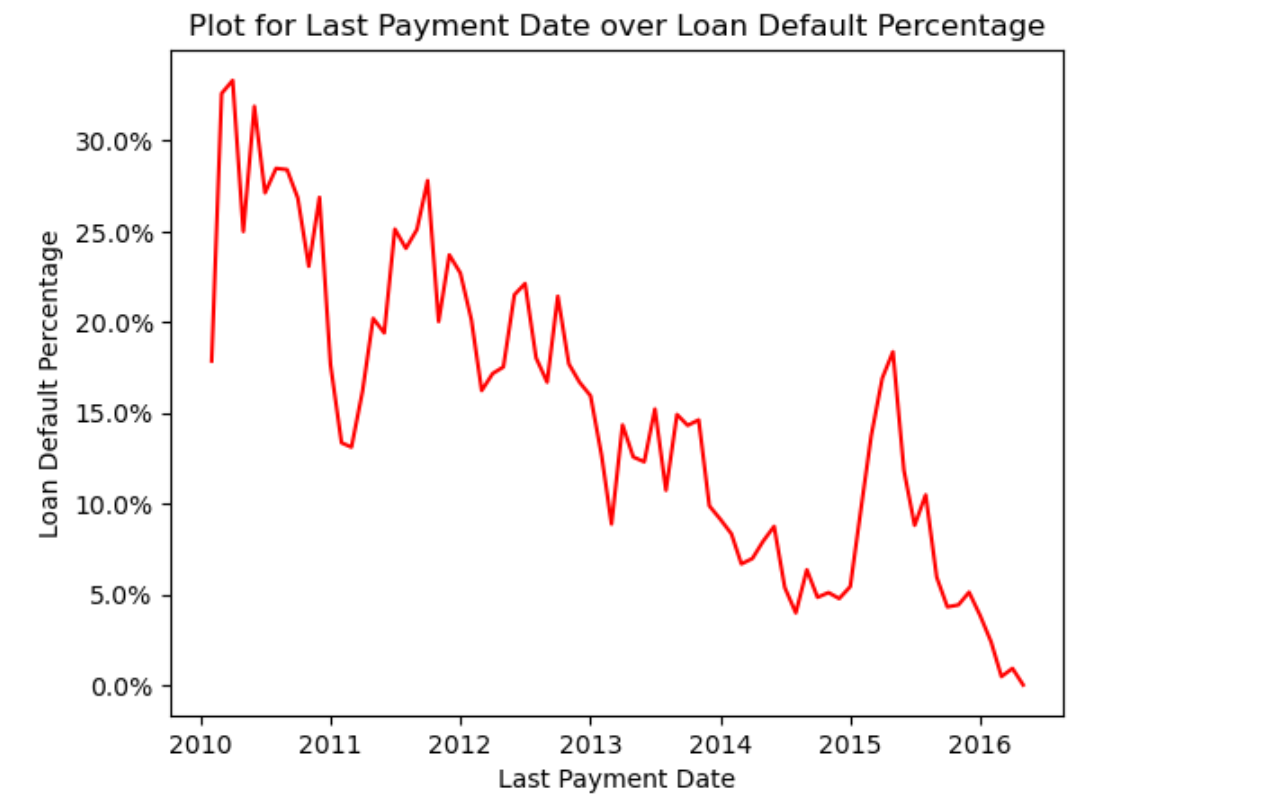 Plot for Last Payment Date over Loan Default Percentage
Loan Default Percentage
30.0%
25.0%
20.0%
15.0%
10.0%
5.0%
0.0%
2010 2011 2012 2013 2014 2015 2016
Last Payment Date